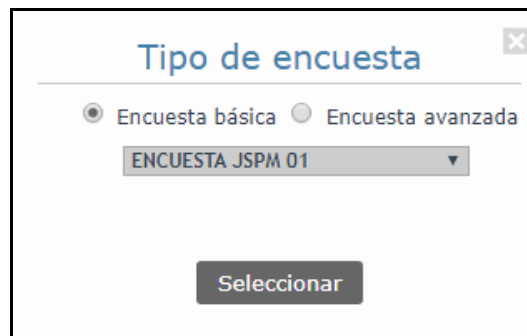 Tipo de encuesta
Encuesta básica Encuesta avanzada
ENCUESTA JSPM 01
Seleccionar